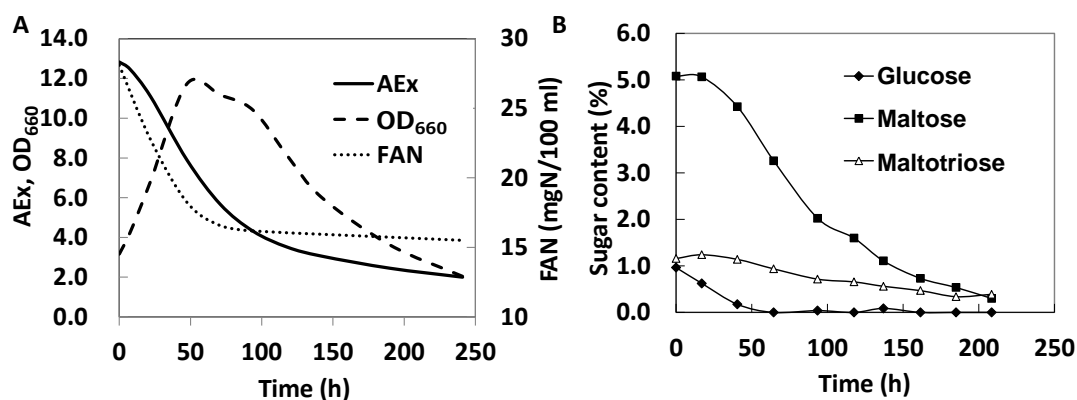 A
14.0
12.0
10.0
8.0
6.0
4.0
2.0
0.0
AEx, OD660
0 50 100 150 200 250
Time (h)
30
25
20
15
10
FAN (mgN/100 ml)
AEx
OD660
FAN
B
6.0
5.0
4.0
3.0
2.0
1.0
0.0
Sugar content (%)
0 50 100 150 200 250
Time (h)
Glucose
Maltose
Maltotriose